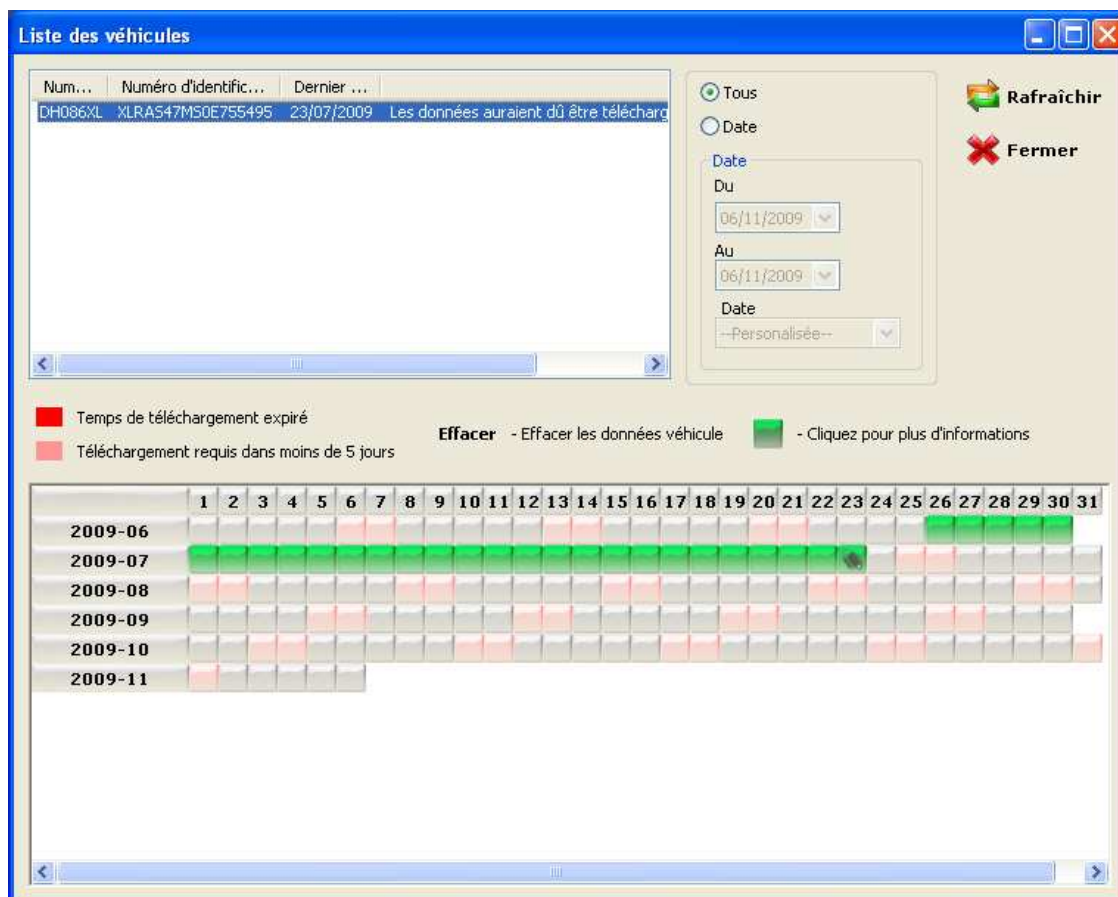 Liste des véhicules
Num... Numéro d'identific... Dernier ...
DH086XL XLRAS47MS0E755495 23/07/2009 Les données auraient dû être télécharg
Tous
Date
Date
Du
06/11/2009
Au
06/11/2009
Date
--Personalisée--
Rafraîchir
Fermer
Temps de téléchargement expiré
Téléchargement requis dans moins de 5 jours
Effacer - Effacer les données véhicule
- Cliquez pour plus d'informations
1 2 3 4 5 6 7 8 9 10 11 12 13 14 15 16 17 18 19 20 21 22 23 24 25 26 27 28 29 30 31
2009-06
2009-07
2009-08
2009-09
2009-10
2009-11